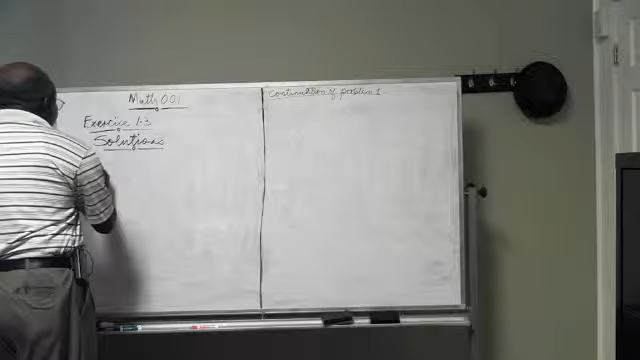 Math 001
Exercise 1.3
Solutions
Continuation of problem 1